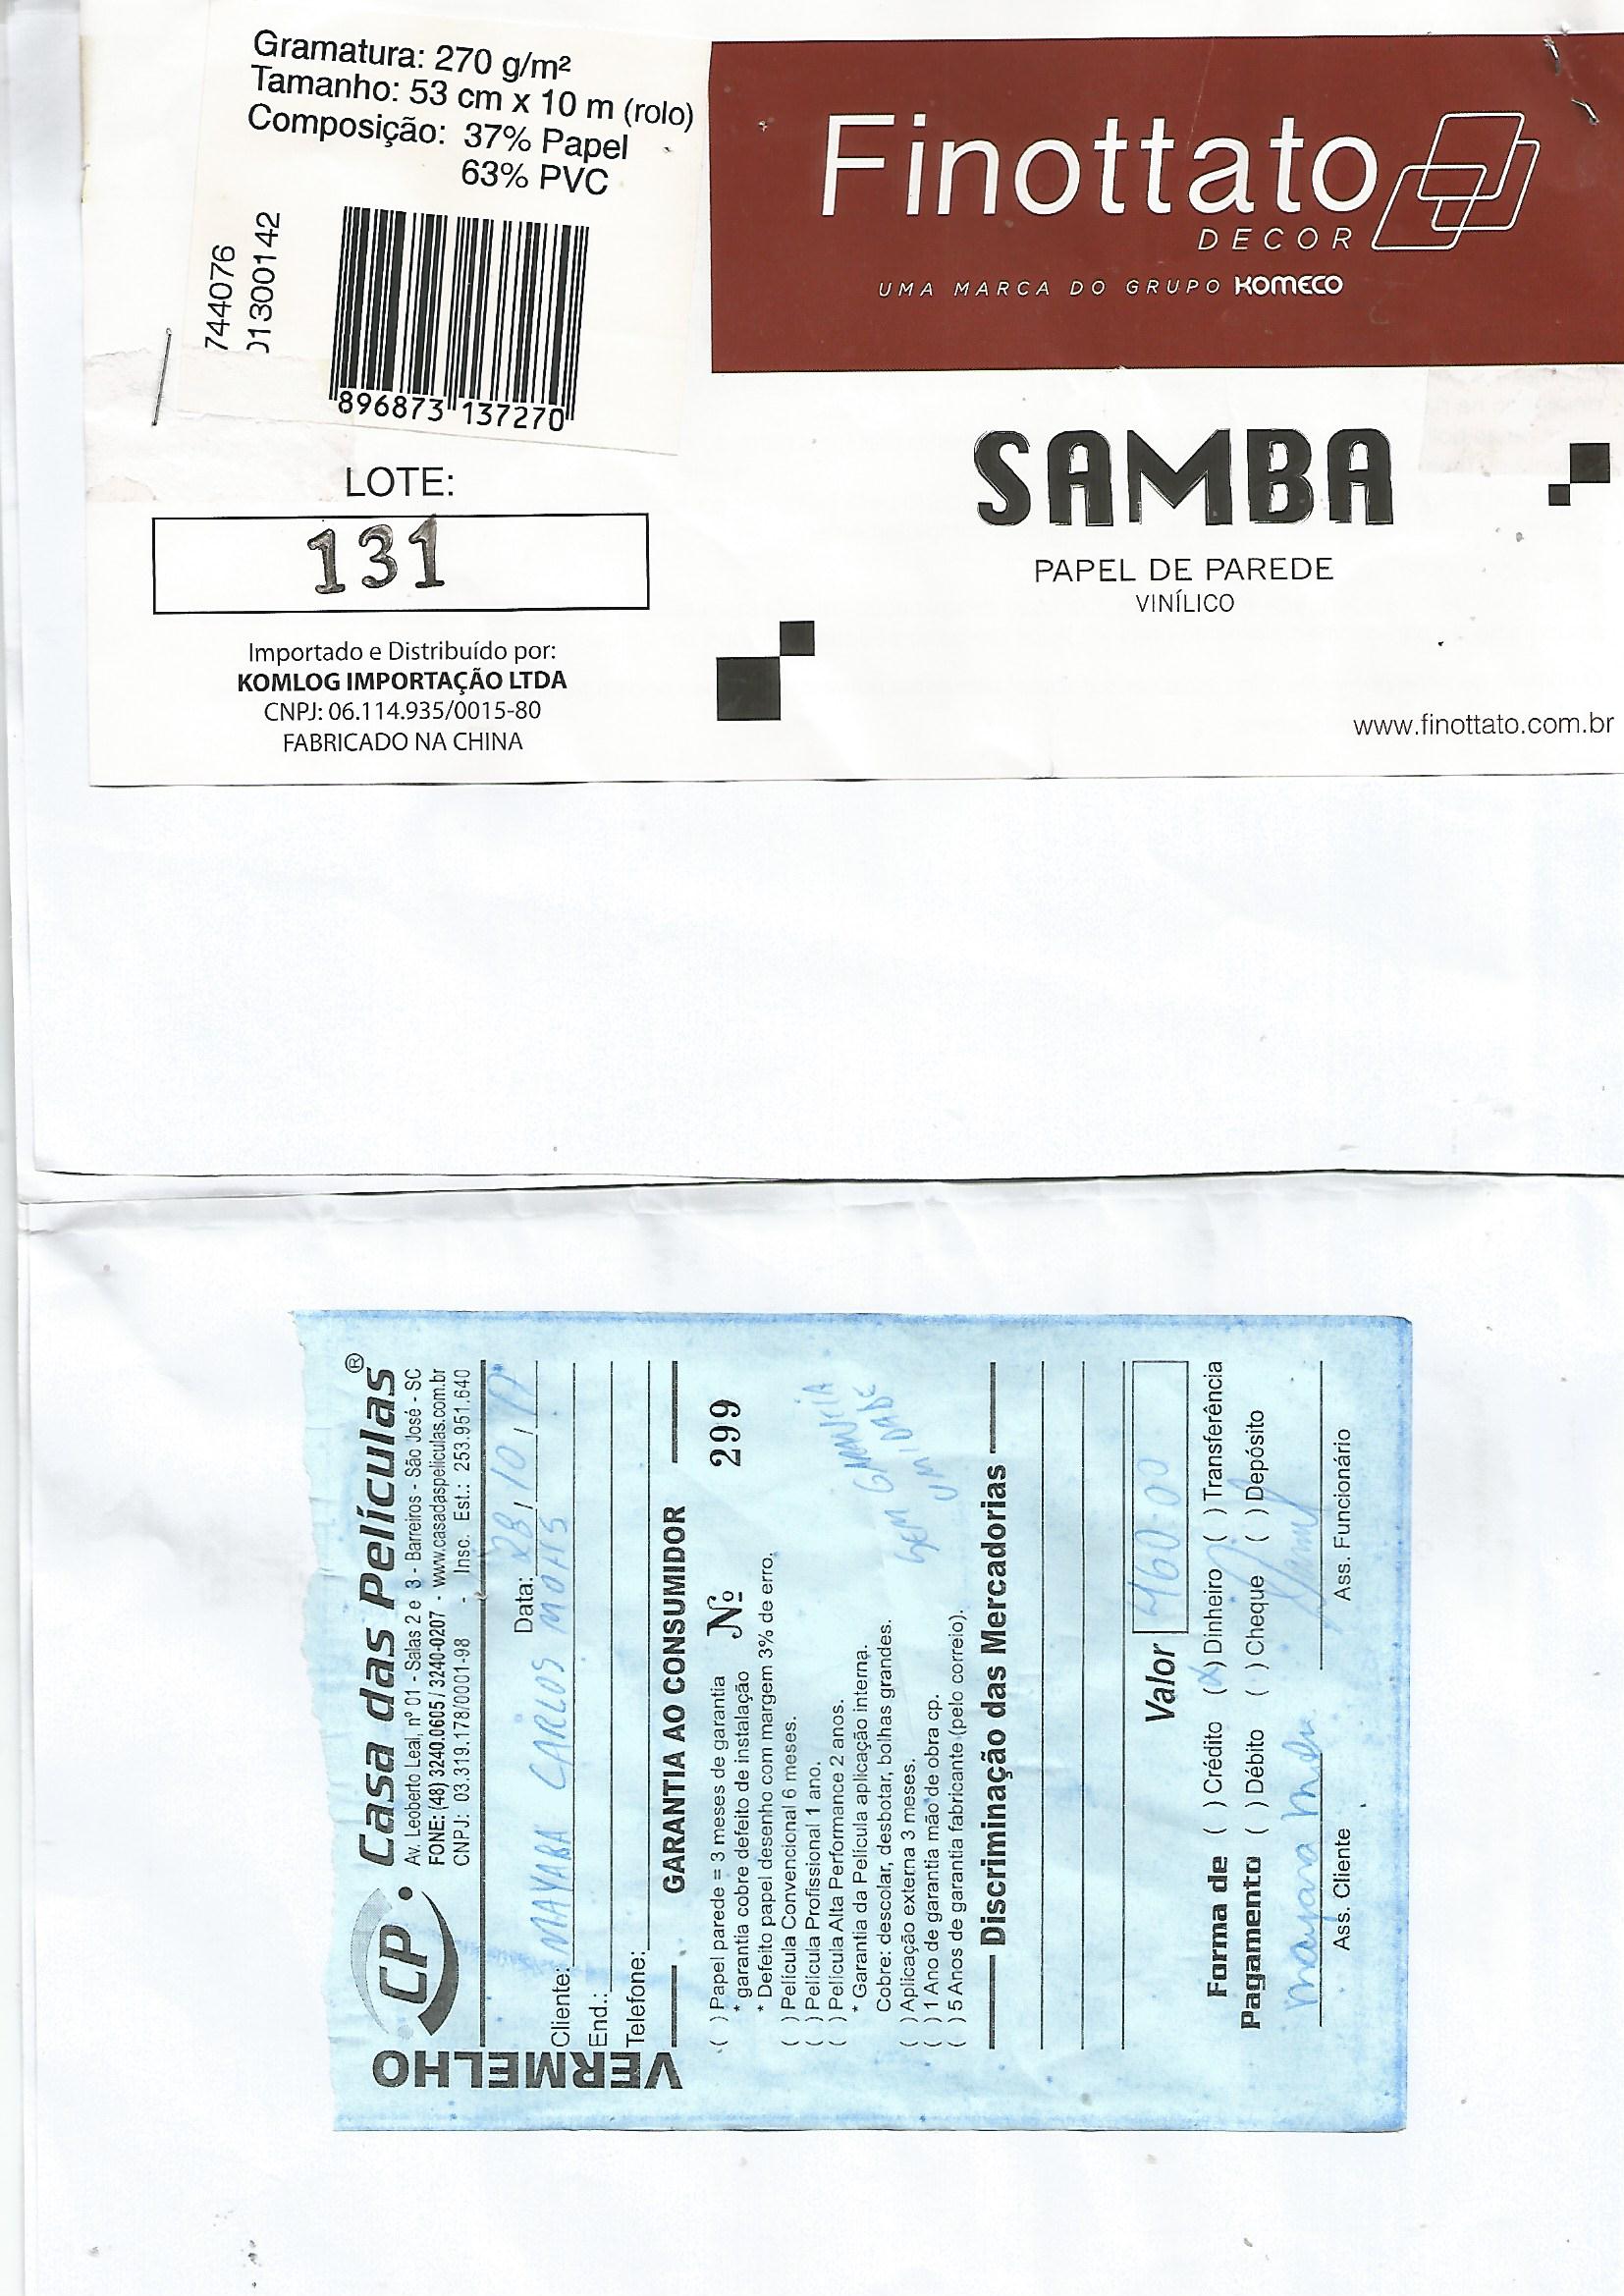 Gramatura: 270 g/m²
Tamanho: 53 cm x 10 m (rolo)
Composição: 37% Papel
63% PVC
744076
01300142
896873 137270
LOTE:
131
Importado e Distribuído por:
KOMLOG IMPORTAÇÃO LTDA
CNPJ: 06.114.935/0015-80
FABRICADO NA CHINA
Finottato
DECOR
UMA MARCA DO GRUPO KOMECO
SAMBA
PAPEL DE PAREDE
VINÍLICO
www.finottato.com.br
VERMELHO
CP
Casa das Películas®
Av. Leoberto Leal, nº 01 - Salas 2 e 3 - Barreiros - São José - SC
FONE: (48) 3240.0605 / 3240-0207 - www.casadaspeliculas.com.br
CNPJ: 03.319.178/0001-98 - Insc. Est.: 253.951.640
Data: 28/10/17
Cliente: MAYARA CARLOS
End.:
Telefone:
GARANTIA AO CONSUMIDOR
( ) Papel parede = 3 meses de garantia Nº 299
* garantia cobre defeito de instalação
* Defeito papel desenho com margem 3% de erro.
( ) Película Convencional 6 meses.
( ) Película Profissional 1 ano.
( ) Película Alta Performance 2 anos.
* Garantia da Película aplicação interna.
Cobre: descolar, desbotar, bolhas grandes.
( ) Aplicação externa 3 meses.
( ) 1 Ano de garantia mão de obra cp.
( ) 5 Anos de garantia fabricante (pelo correio).
SEM GARANTIA
UMIDADE
Discriminação das Mercadorias
Valor 460.00
Forma de Pagamento
( ) Crédito (x) Dinheiro ( ) Transferência
( ) Débito ( ) Cheque ( ) Depósito
Mayara
Ass. Cliente
Ass. Funcionário